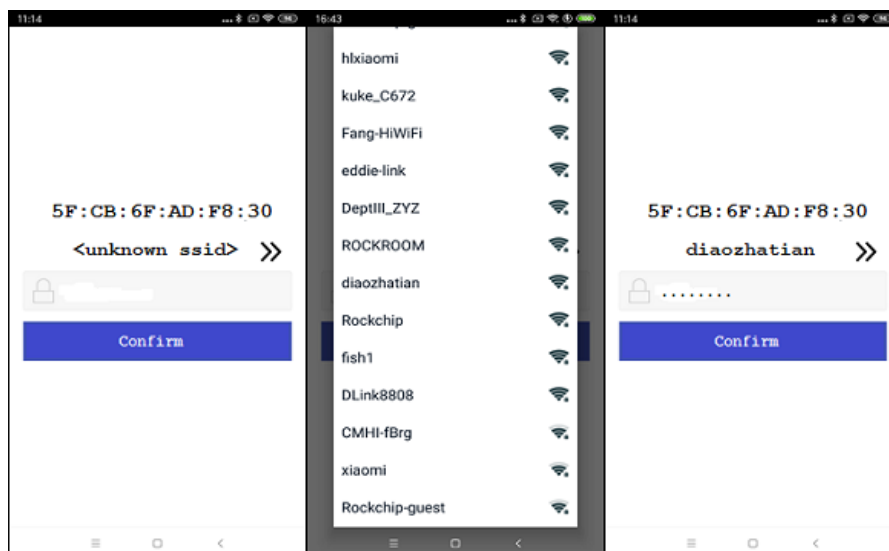 11:14
5F:CB:6F:AD:F8:30
<unknown ssid>
Confirm
16:43
hlxiaomi
kuke_C672
Fang-HiWiFi
eddie-link
DeptIII_ZYZ
ROCKROOM
diaozhatian
Rockchip
fish1
DLink8808
CMHI-fBrg
xiaomi
Rockchip-guest
11:14
5F:CB:6F:AD:F8:30
diaozhatian
........
Confirm